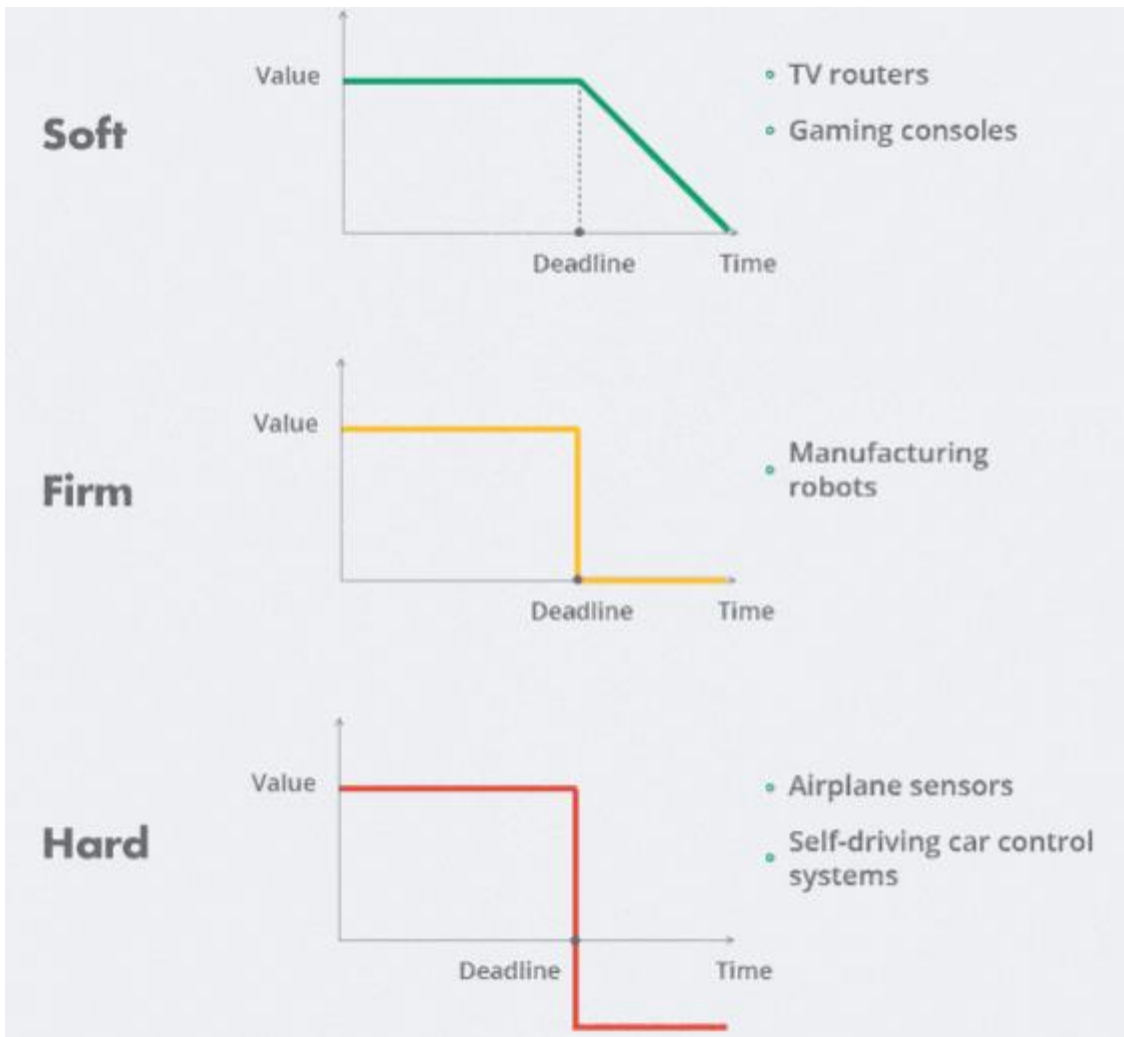 Value
TV routers
Gaming consoles
Soft
Deadline
Time
Value
Manufacturing
robots
Firm
Deadline
Time
Value
Airplane sensors
Self-driving car control
systems
Hard
Deadline
Time